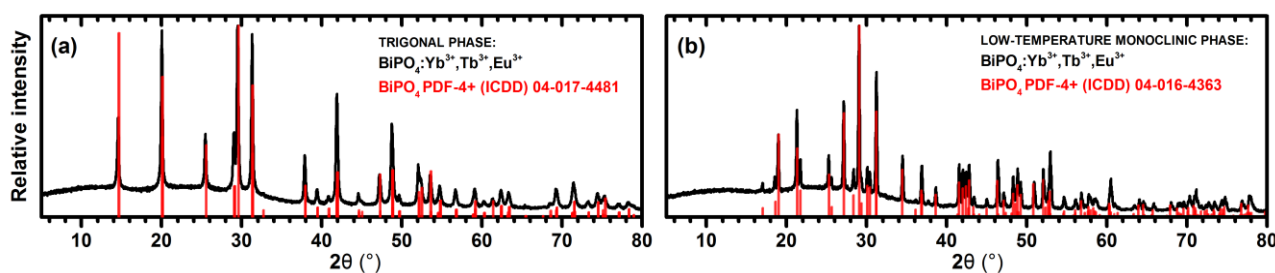 Relative intensity
(a)
TRIGONAL PHASE:
BiPO₄:Yb³⁺,Tb³⁺,Eu³⁺
BiPO₄ PDF-4+ (ICDD) 04-017-4481
10 20 30 40 50 60 70 80
2θ (°)
(b)
LOW-TEMPERATURE MONOCLINIC PHASE:
BiPO₄:Yb³⁺,Tb³⁺,Eu³⁺
BiPO₄ PDF-4+ (ICDD) 04-016-4363
10 20 30 40 50 60 70 80
2θ (°)